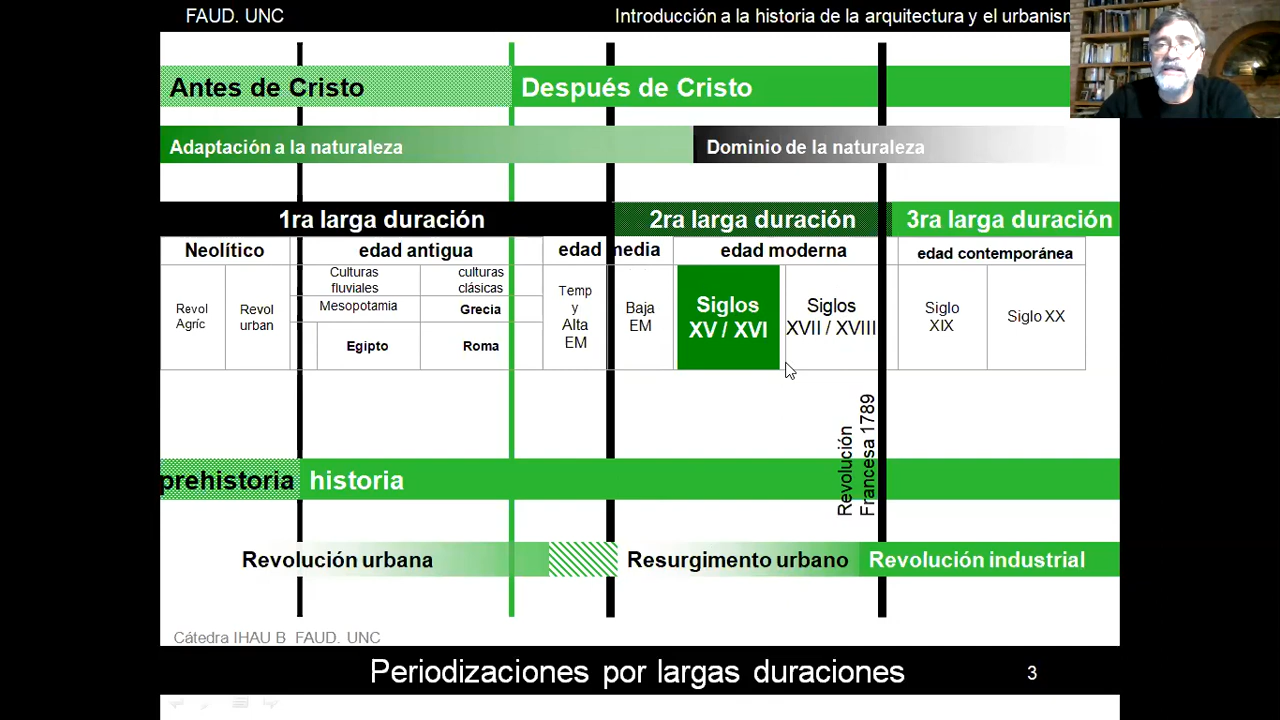 FAUD. UNC
Introducción a la historia de la arquitectura y el urbanism
Antes de Cristo
Después de Cristo
Adaptación a la naturaleza
Dominio de la naturaleza
1ra larga duración
2ra larga duración
3ra larga duración
Neolítico
edad antigua
edad media
edad moderna
edad contemporánea
Revol
Agríc
Revol
urban
Culturas
fluviales
culturas
clásicas
Mesopotamia
Grecia
Egipto
Roma
Temp
y
Alta
EM
Baja
EM
Siglos
XV / XVI
Siglos
XVII / XVIII
Siglo
XIX
Siglo XX
Revolución
Francesa 1789
prehistoria
historia
Revolución urbana
Resurgimiento urbano
Revolución industrial
Cátedra IHAU B FAUD. UNC
Periodizaciones por largas duraciones
3